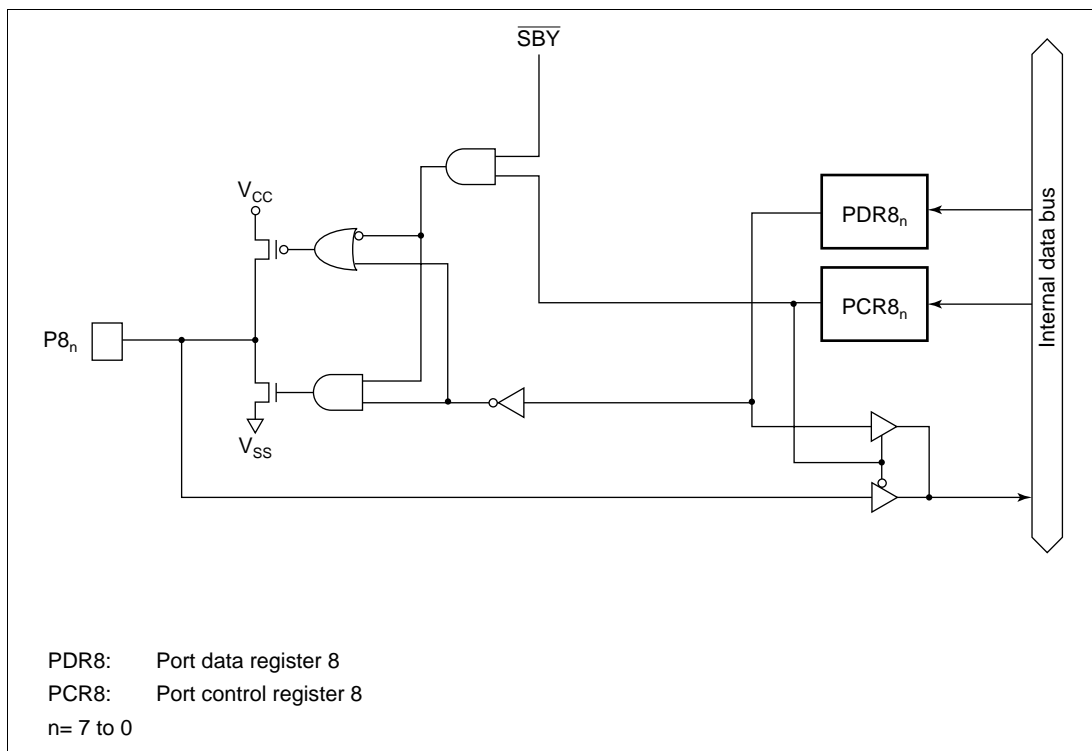 SBY
V_CC
PDR8_n
PCR8_n
Internal data bus
P8_n
V_SS
PDR8: Port data register 8
PCR8: Port control register 8
n= 7 to 0